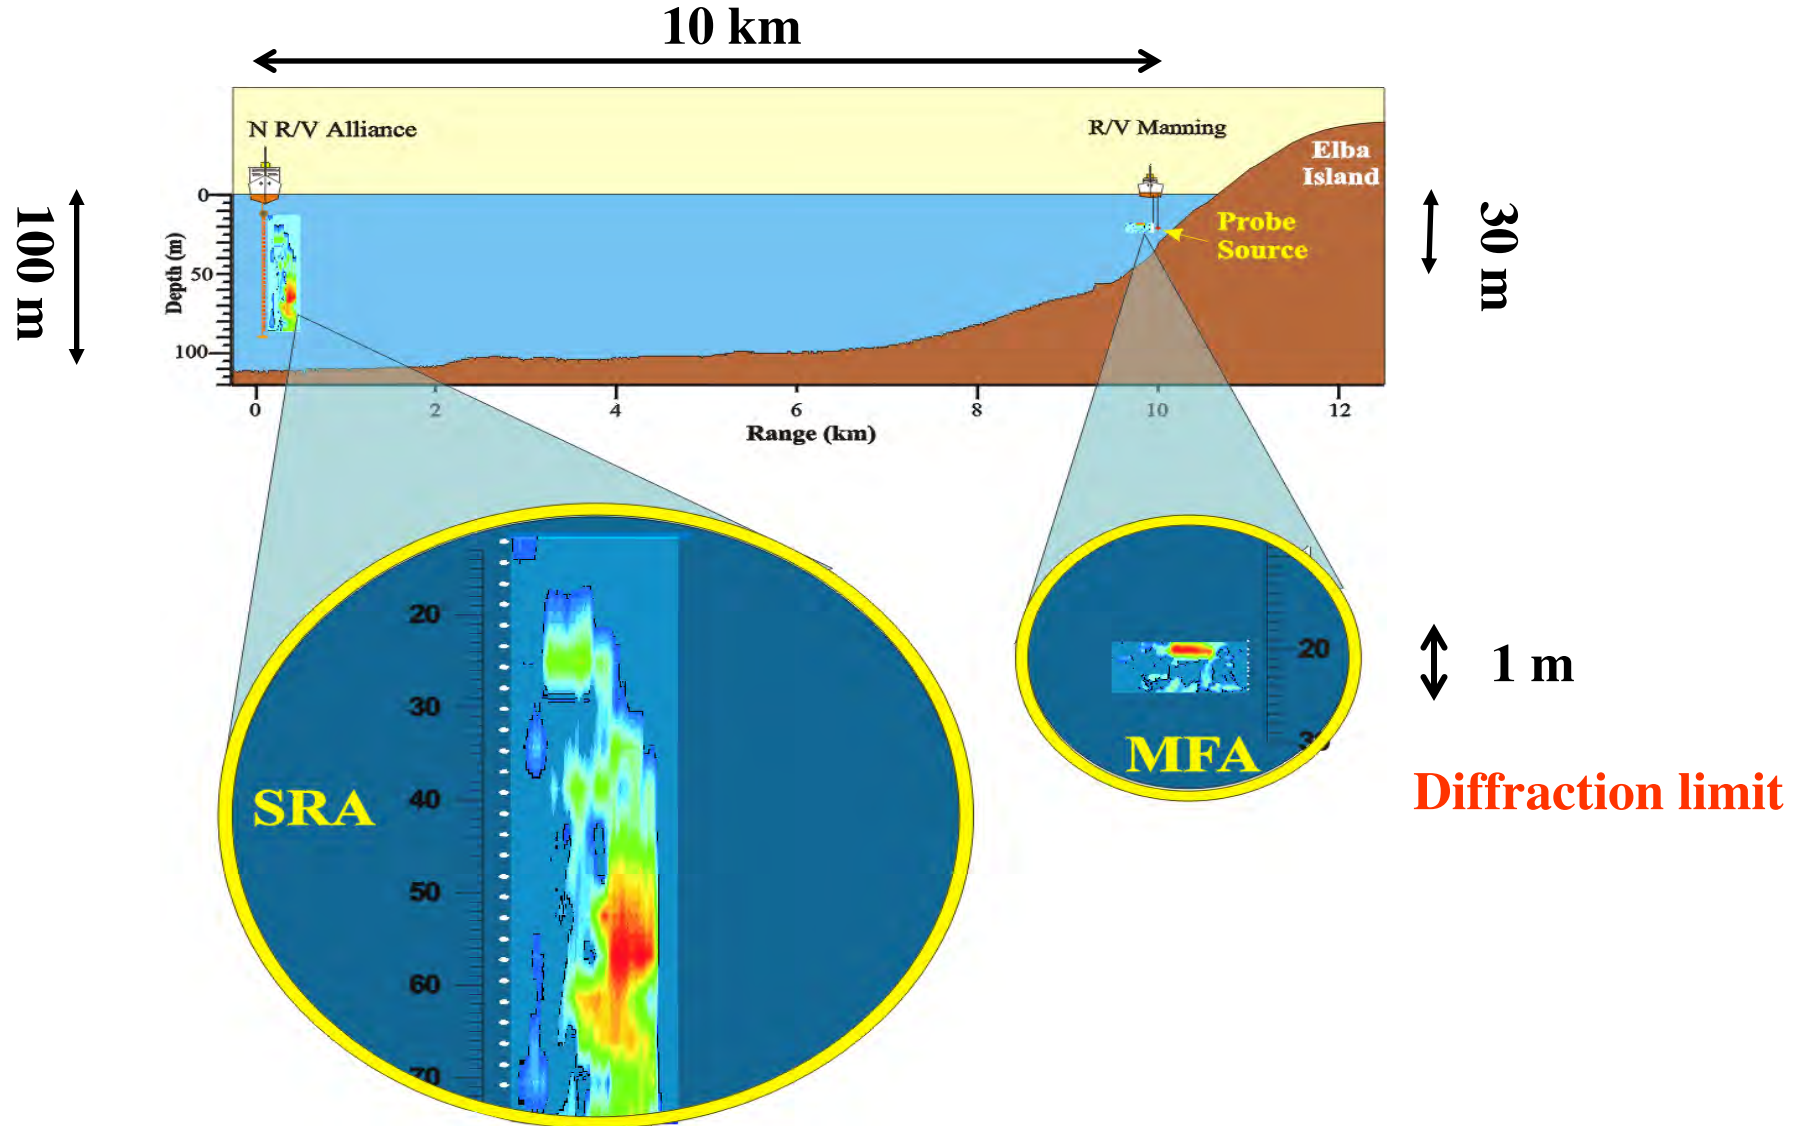 10 km
N R/V Alliance
R/V Manning
Elba
Island
Probe
Source
100 m
30 m
Depth (m)
0
50
100
0
2
4
6
8
10
12
Range (km)
SRA
20
30
40
50
60
70
20
30
MFA
1 m
Diffraction limit